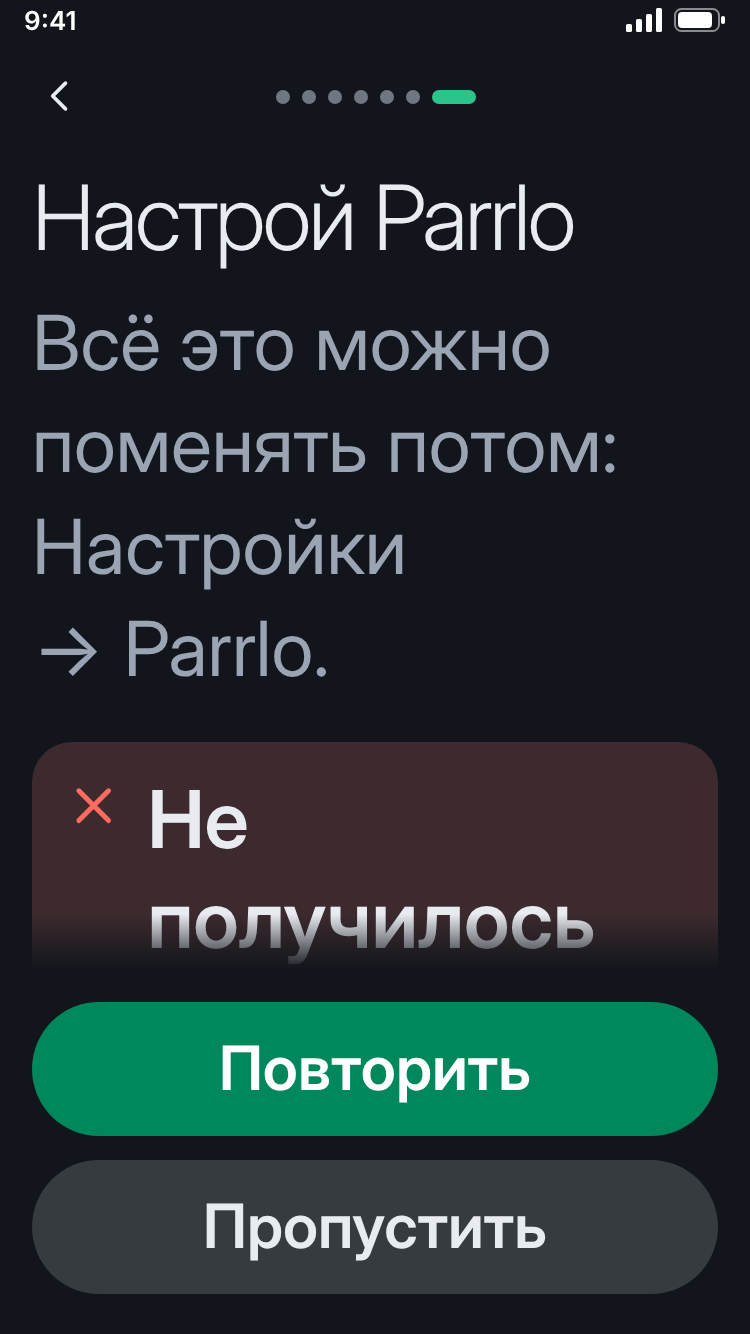 9:41
Настрой Parrlo
Всё это можно
поменять потом:
Настройки
→ Parrlo.
Не
получилось
Повторить
Пропустить